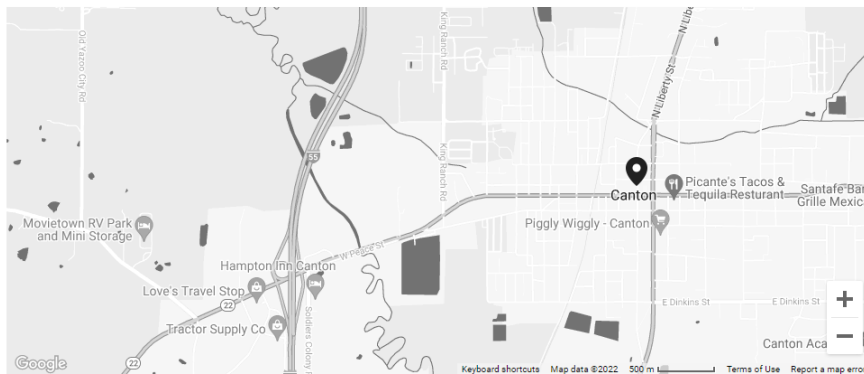 Old Yazoo City Rd
King Ranch Rd
N Liberty St
N Liberty St
55
King Ranch Rd
Canton
Picante's Tacos &
Tequila Resturant
Santafe Bar
Grille Mexica
Movietown RV Park
and Mini Storage
Piggly Wiggly - Canton
W Peace St
Hampton Inn Canton
Love's Travel Stop
22
Soldiers Colony
E Dinkins St
Tractor Supply Co
22
Canton Aca
+
−
Google
Keyboard shortcuts
Map data ©2022
500 m
Terms of Use
Report a map error